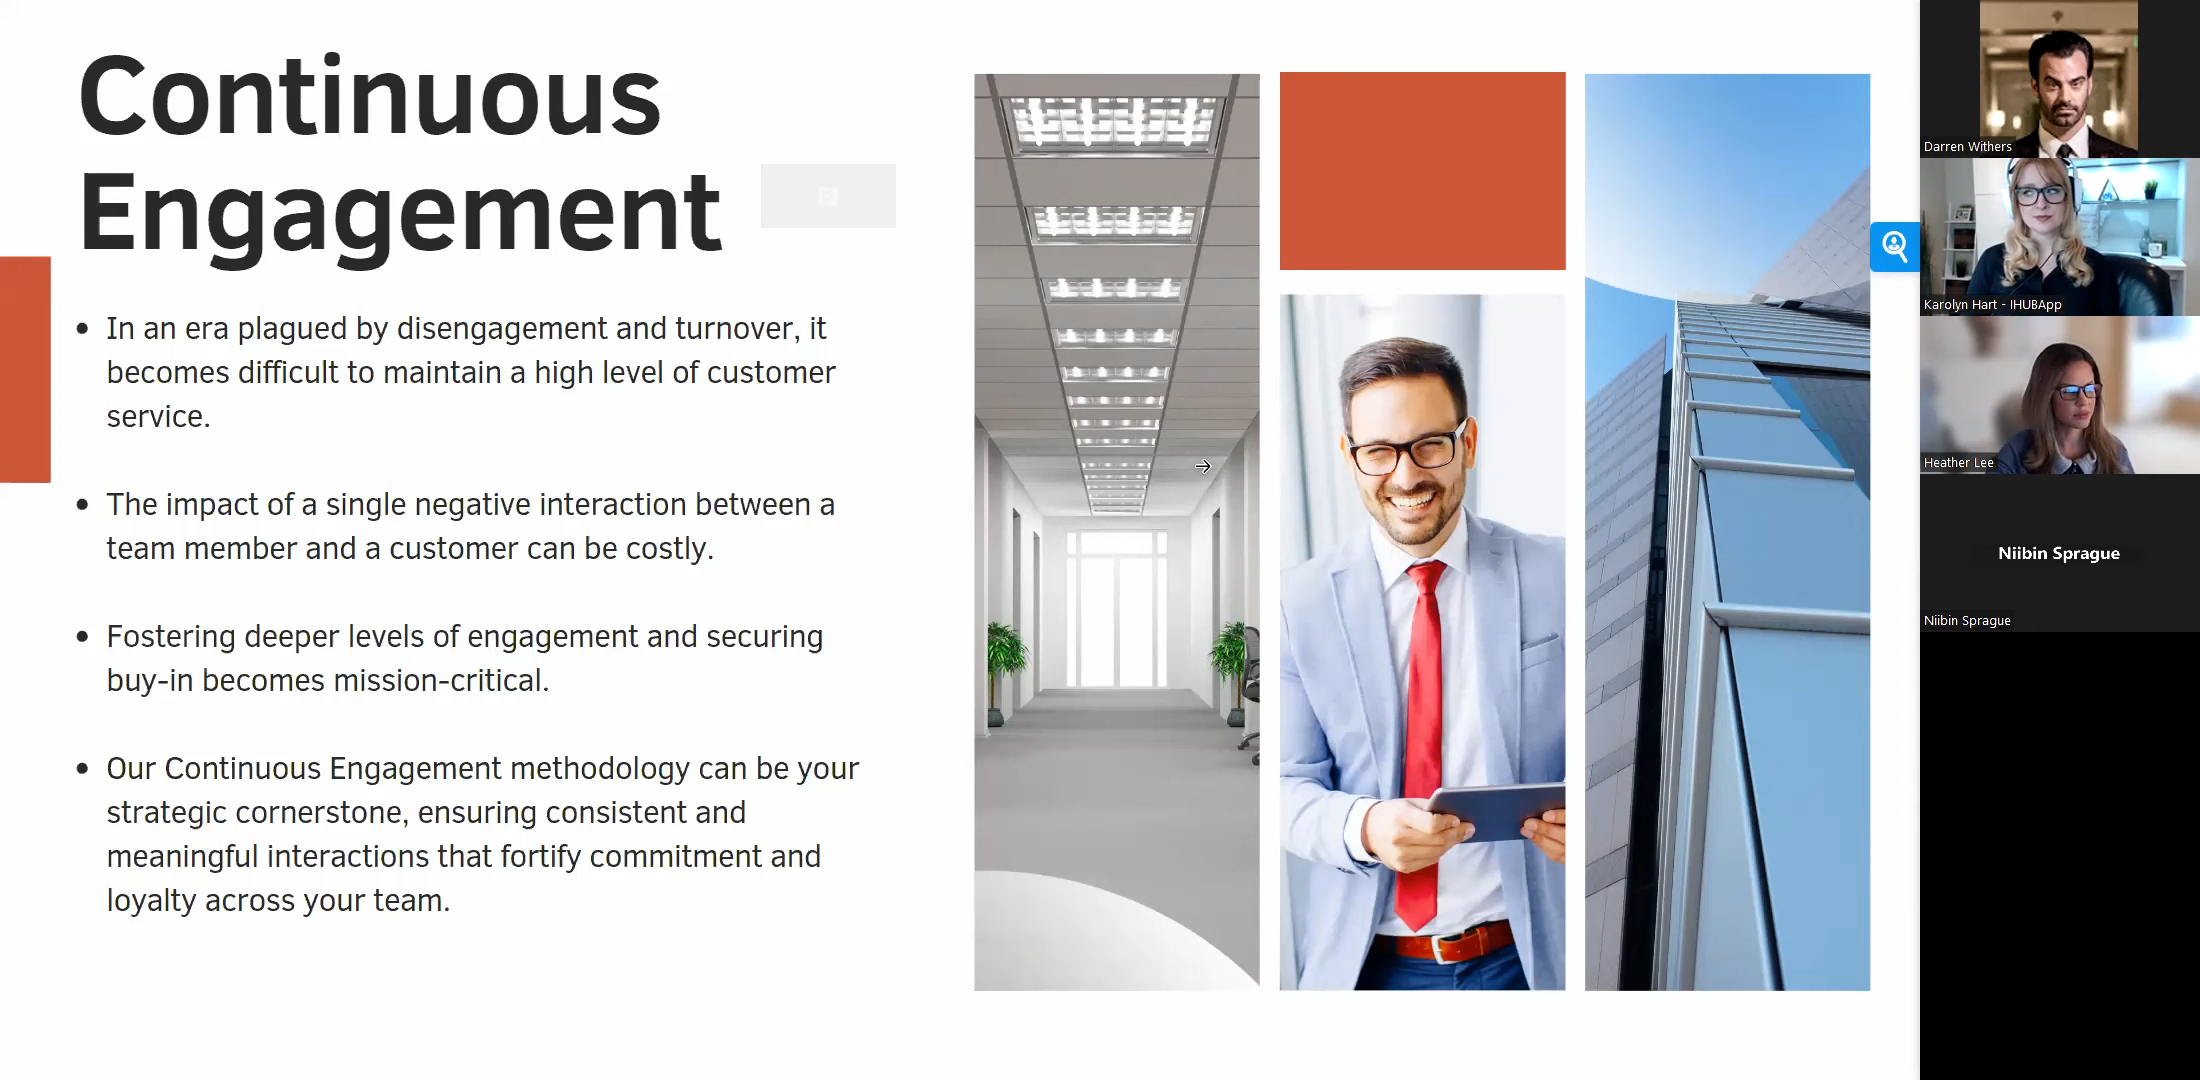 Continuous
Engagement
• In an era plagued by disengagement and turnover, it
becomes difficult to maintain a high level of customer
service.
• The impact of a single negative interaction between a
team member and a customer can be costly.
• Fostering deeper levels of engagement and securing
buy-in becomes mission-critical.
• Our Continuous Engagement methodology can be your
strategic cornerstone, ensuring consistent and
meaningful interactions that fortify commitment and
loyalty across your team.
Darren Withers
Karolyn Hart - IHUBApp
Heather Lee
Niibin Sprague
Niibin Sprague